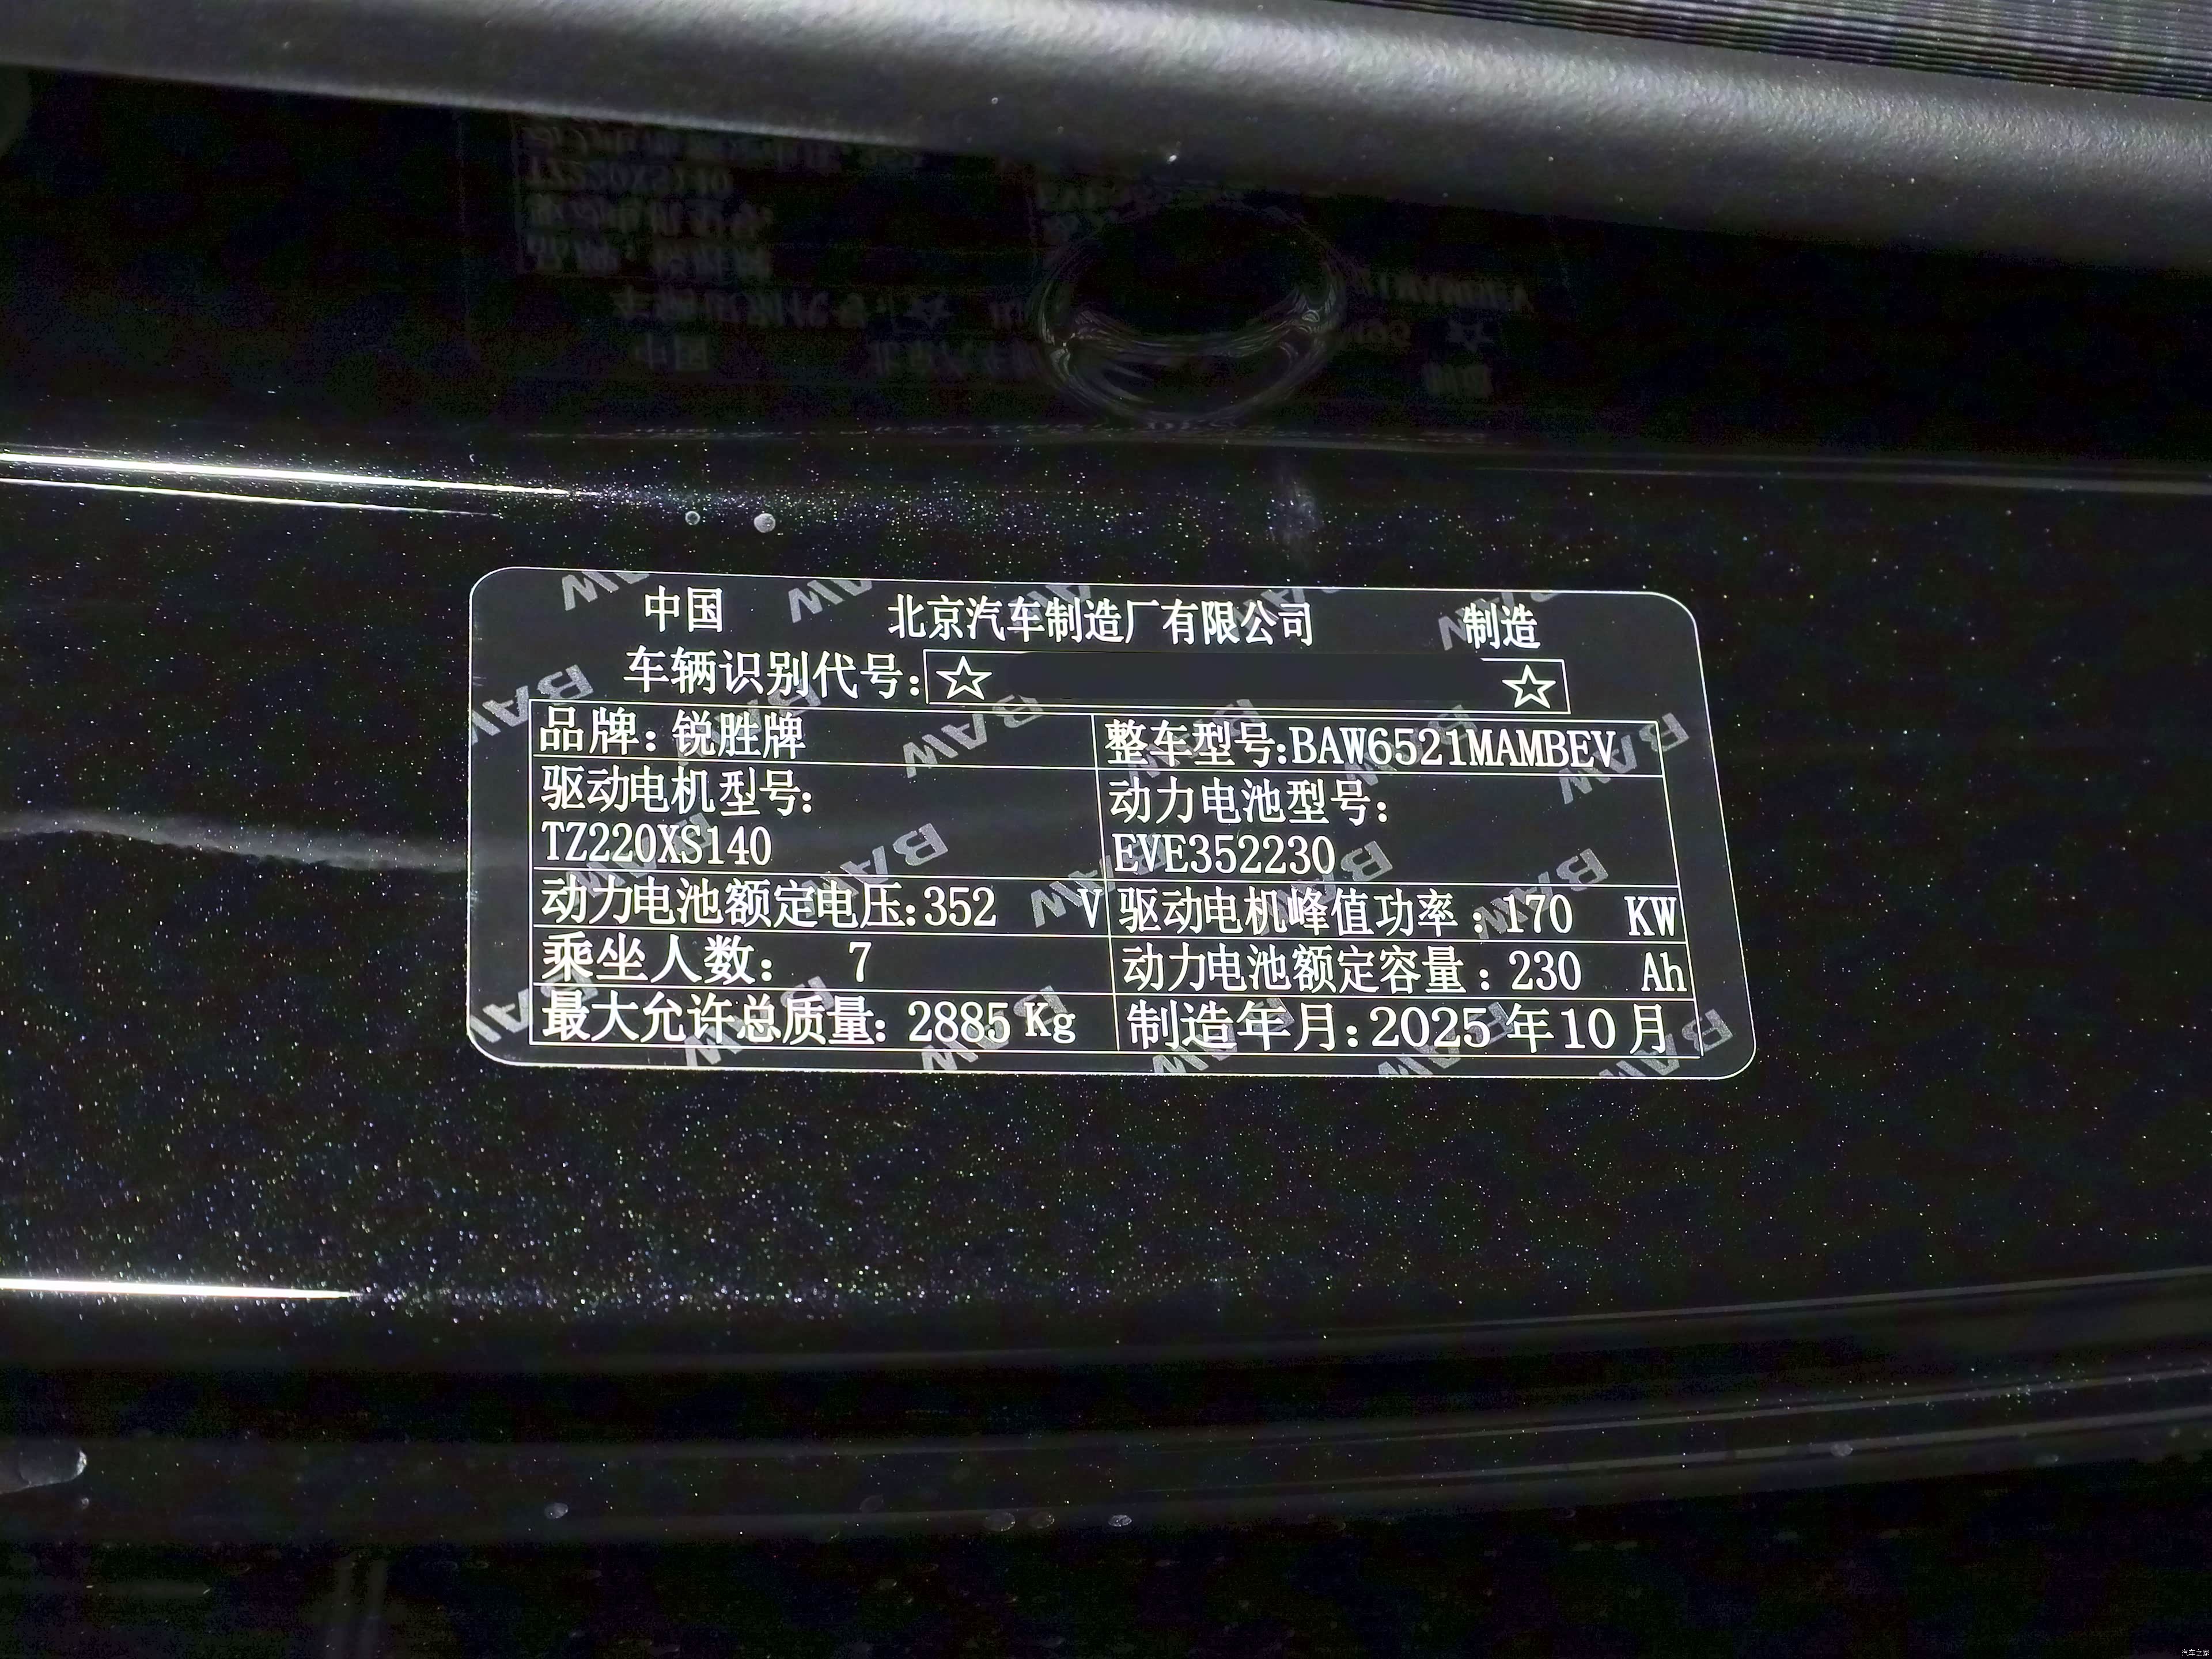 中国 北京汽车制造厂有限公司 制造
车辆识别代号:☆ ☆
品牌:锐胜牌 整车型号:BAW6521MAMBEV
驱动电机型号: 动力电池型号:
TZ220XS140 EVE352230
动力电池额定电压:352 V 驱动电机峰值功率:170 KW
乘坐人数: 7 动力电池额定容量:230 Ah
最大允许总质量:2885 Kg 制造年月:2025年10月
汽车之家